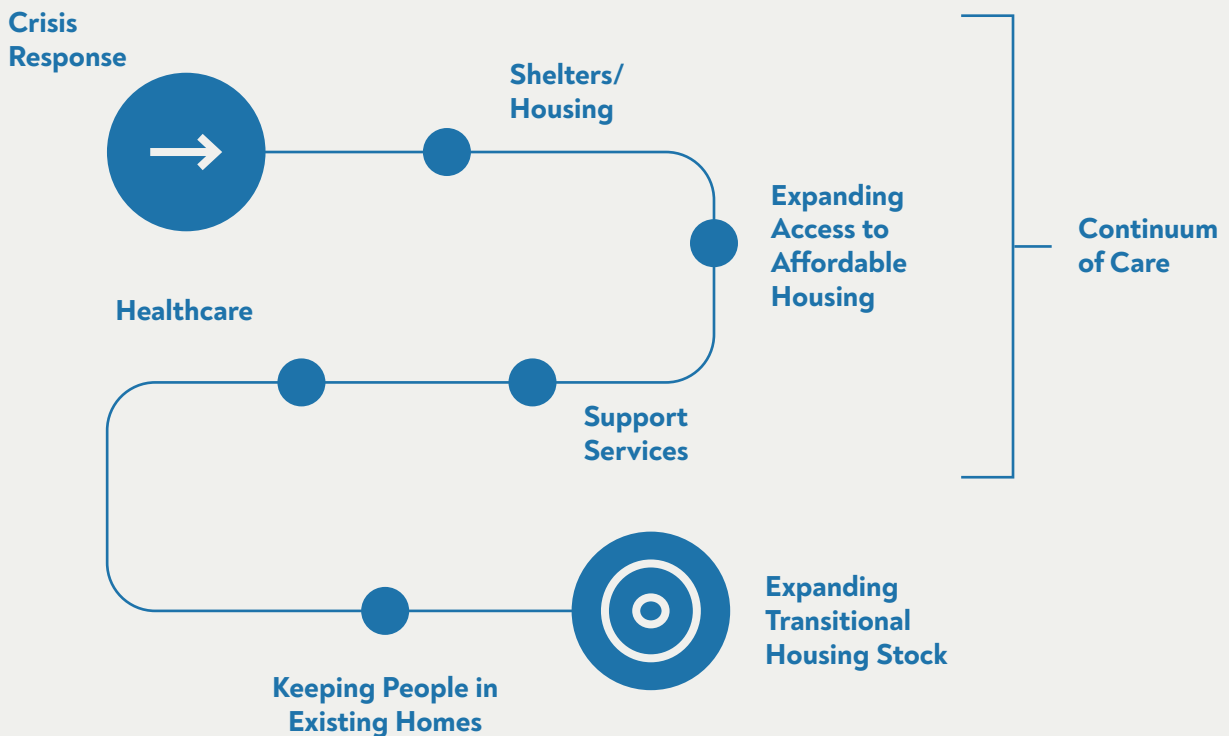 Crisis
Response
Shelters/
Housing
Expanding
Access to
Affordable
Housing
Continuum
of Care
Healthcare
Support
Services
Expanding
Transitional
Housing Stock
Keeping People in
Existing Homes